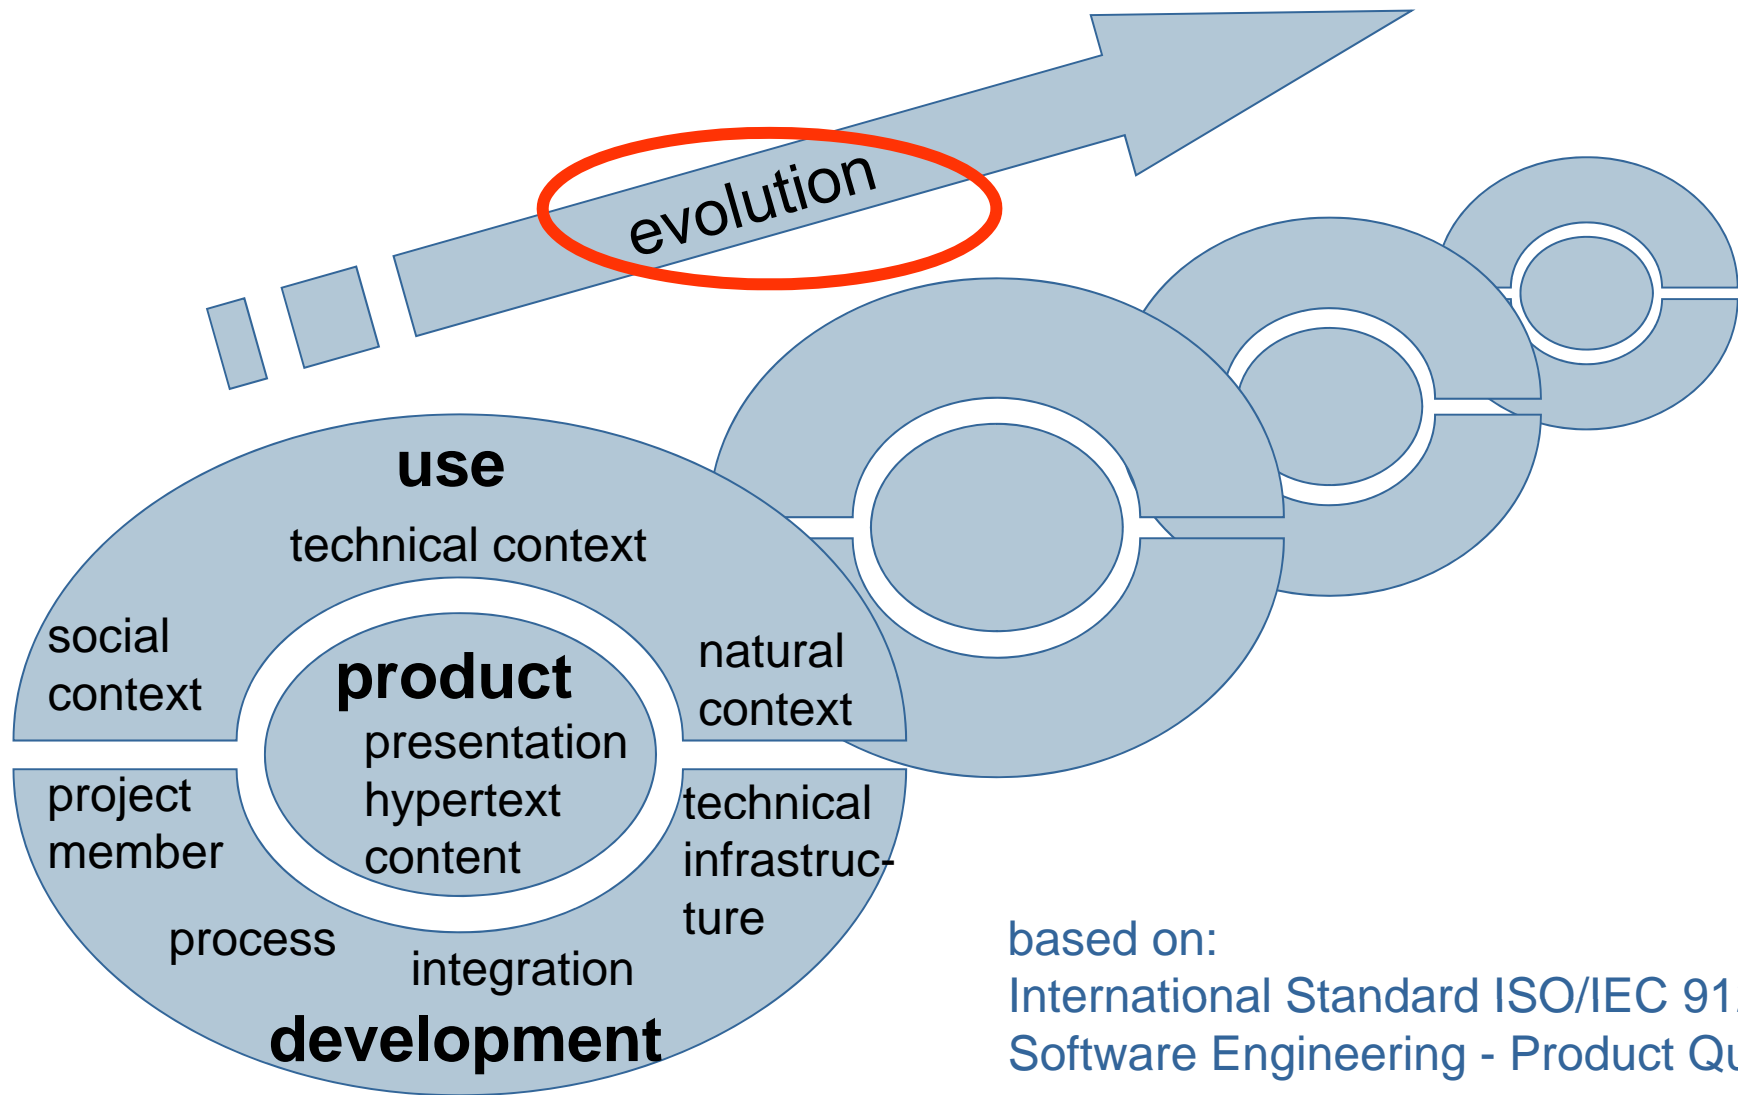 evolution
use
technical context
social
context
natural
context
product
presentation
hypertext
content
project
member
technical
infrastruc-
ture
process
integration
development
based on:
International Standard ISO/IEC
Software Engineering - Product